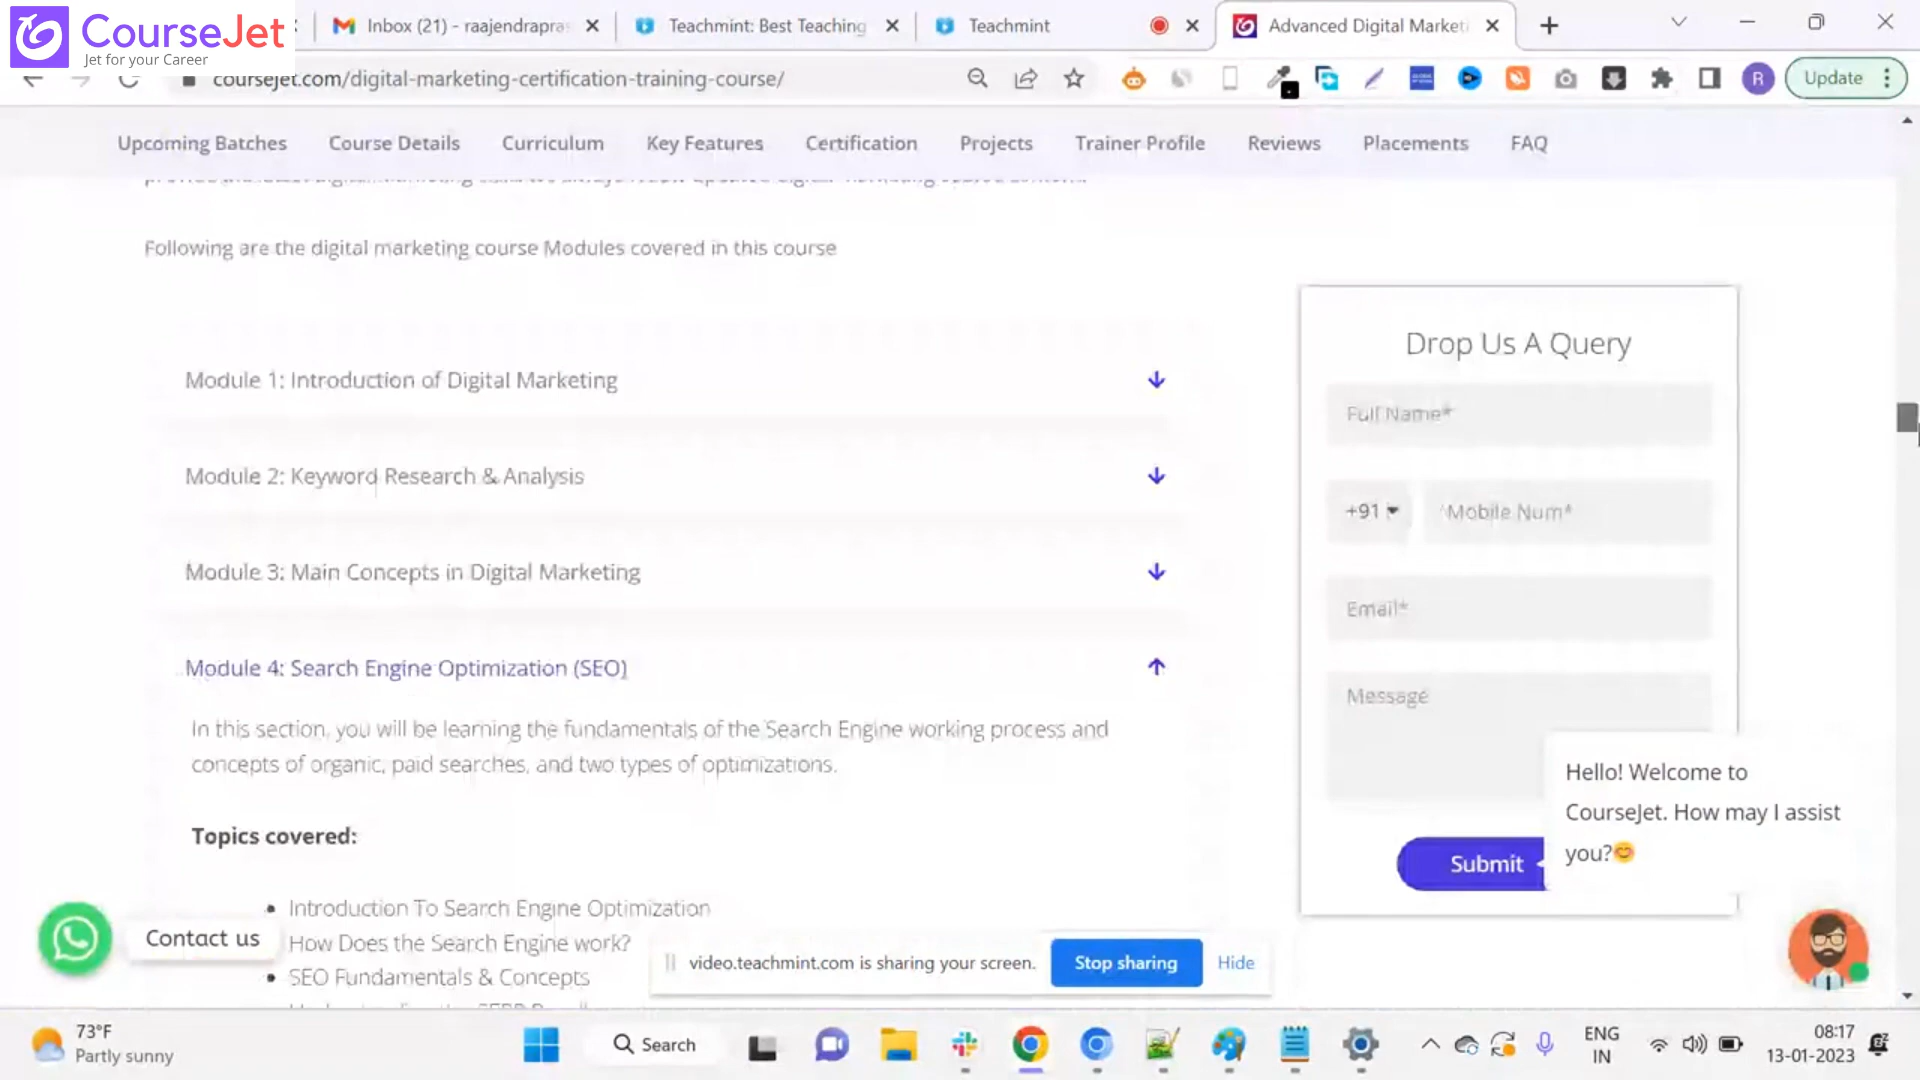 CourseJet
Jet for your Career
Inbox (21) - raajendrapras
Teachmint: Best Teaching
Teachmint
Advanced Digital Marketi
coursejet.com/digital-marketing-certification-training-course/
R
Update
Upcoming Batches
Course Details
Curriculum
Key Features
Certification
Projects
Trainer Profile
Reviews
Placements
FAQ
Following are the digital marketing course Modules covered in this course
Module 1: Introduction of Digital Marketing
Module 2: Keyword Research & Analysis
Module 3: Main Concepts in Digital Marketing
Module 4: Search Engine Optimization (SEO)
In this section, you will be learning the fundamentals of the Search Engine working process and
concepts of organic, paid searches, and two types of optimizations.
Topics covered:
• Introduction To Search Engine Optimization
How Does the Search Engine work?
• SEO Fundamentals & Concepts
Drop Us A Query
Full Name*
+91
Mobile Num*
Email*
Message
Submit
Hello! Welcome to
CourseJet. How may I assist
you?😊
Contact us
video.teachmint.com is sharing your screen.
Stop sharing
Hide
73°F
Partly sunny
Search
ENG
IN
08:17
13-01-2023